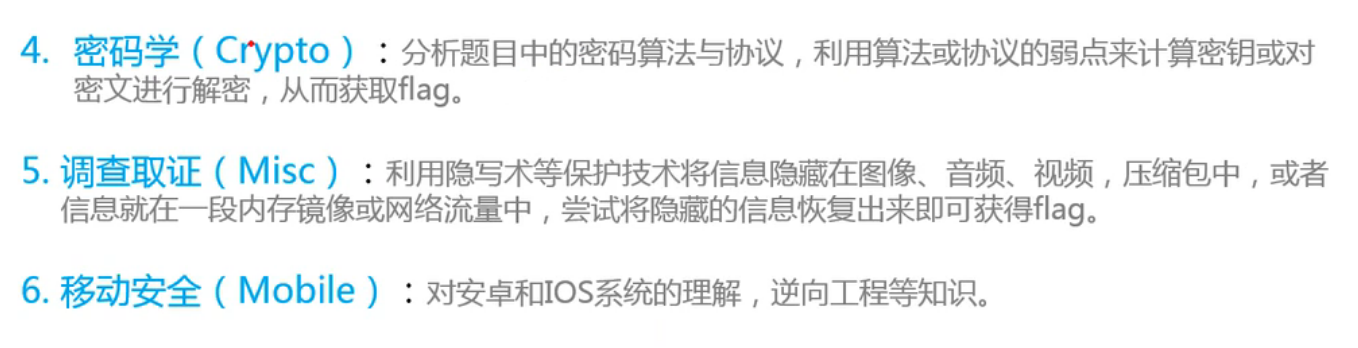 4. 密码学（Crypto）：分析题目中的密码算法与协议，利用算法或协议的弱点来计算密钥或对
密文进行解密，从而获取flag。
5. 调查取证（Misc）：利用隐写术等保护技术将信息隐藏在图像、音频、视频，压缩包中，或者
信息就在一段内存镜像或网络流量中，尝试将隐藏的信息恢复出来即可获得flag。
6. 移动安全（Mobile）：对安卓和IOS系统的理解，逆向工程等知识。